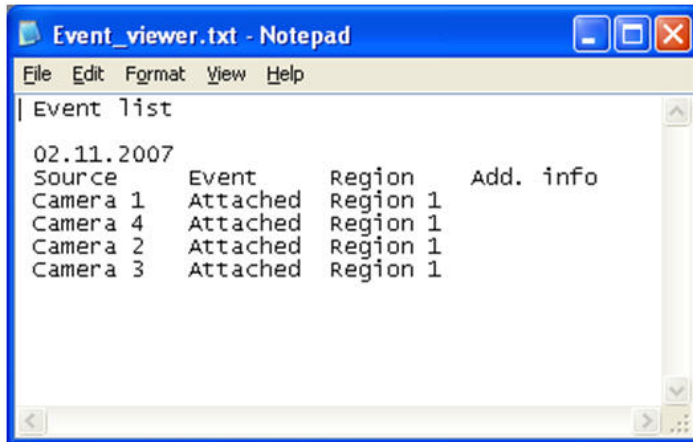 Event_viewer.txt - Notepad
File Edit Format View Help
Event list
02.11.2007
Source Event Region Add. info
Camera 1 Attached Region 1
Camera 4 Attached Region 1
Camera 2 Attached Region 1
Camera 3 Attached Region 1